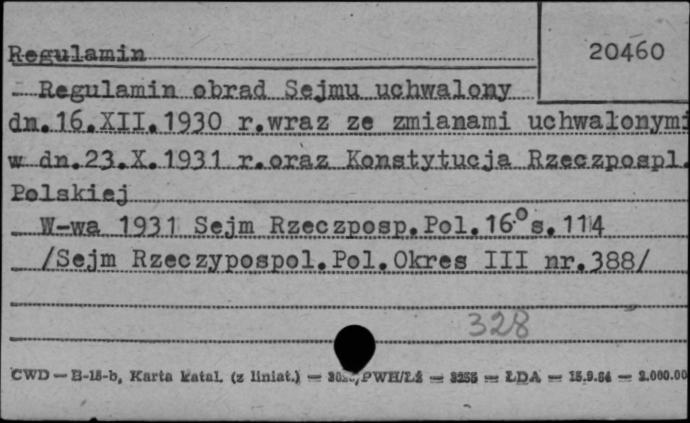 Regulamin
20460
Regulamin obrad Sejmu uchwalony
dn.16.XII.1930 r.wraz ze zmianami uchwalonymi
w dn.23.X.1931 r.oraz Konstytucja Rzeczpospl.
Polskiej
W-wa 1931 Sejm Rzeczposp.Pol.16°s.114
/Sejm Rzeczypospol.Pol.Okres III nr.388/
328
CWD — B-15-b, Karta katal. (z liniat.) — PWH/Łż — 3255 — ŁDA — 15.9.54 — 2.000.00